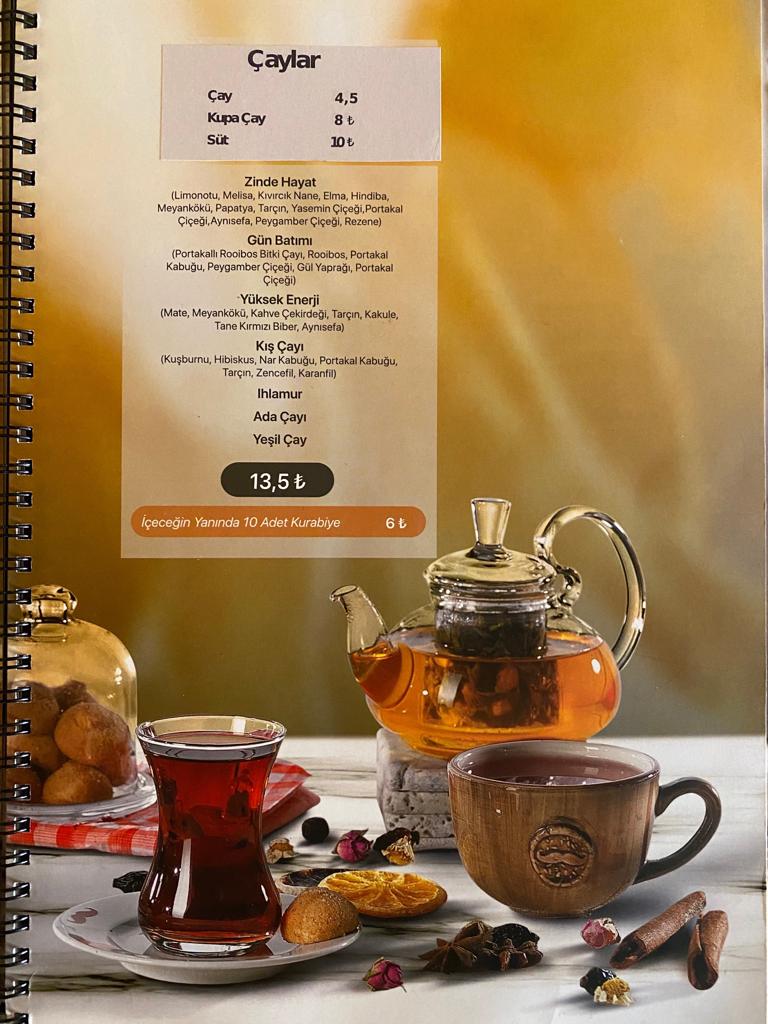 Çaylar
Çay 4,5
Kupa Çay 8 ₺
Süt 10 ₺
Zinde Hayat
(Limonotu, Melisa, Kıvırcık Nane, Elma, Hindiba,
Meyankökü, Papatya, Tarçın, Yasemin Çiçeği,Portakal
Çiçeği,Aynısefa, Peygamber Çiçeği, Rezene)
Gün Batımı
(Portakallı Rooibos Bitki Çayı, Rooibos, Portakal
Kabuğu, Peygamber Çiçeği, Gül Yaprağı, Portakal
Çiçeği)
Yüksek Enerji
(Mate, Meyankökü, Kahve Çekirdeği, Tarçın, Kakule,
Tane Kırmızı Biber, Aynısefa)
Kış Çayı
(Kuşburnu, Hibiskus, Nar Kabuğu, Portakal Kabuğu,
Tarçın, Zencefil, Karanfil)
Ihlamur
Ada Çayı
Yeşil Çay
13,5 ₺
İçeceğin Yanında 10 Adet Kurabiye 6 ₺